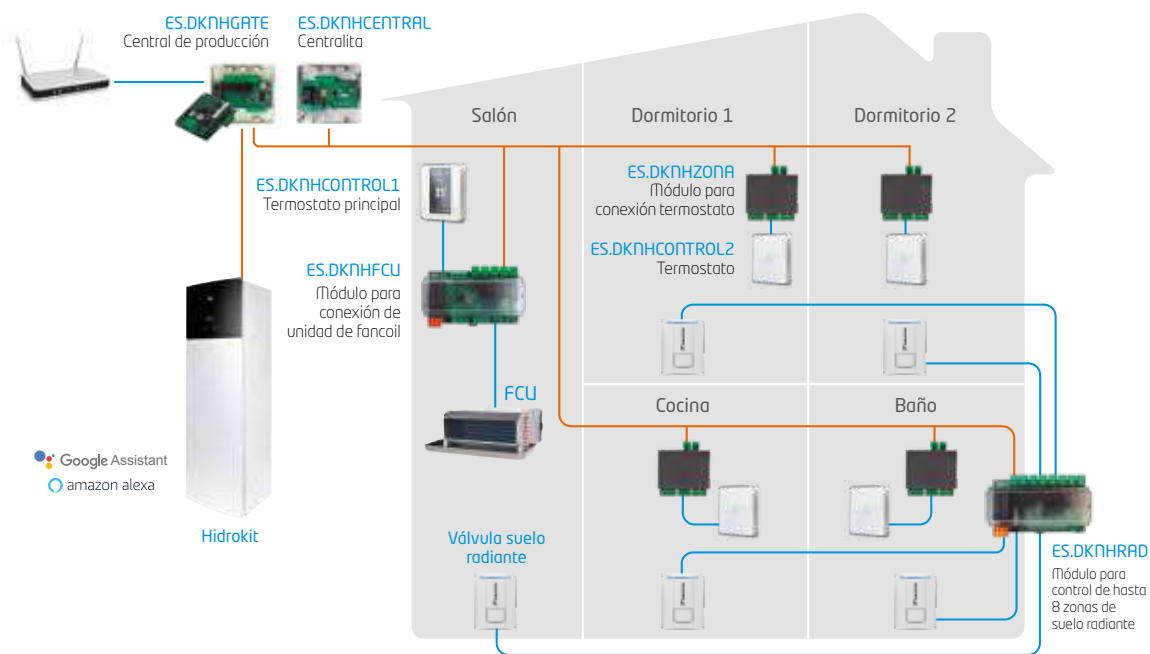 ES.DKNHGATE
Central de producción
ES.DKNHCENTRAL
Centralita
Salón
Dormitorio 1
Dormitorio 2
ES.DKNHCONTROL1
Termostato principal
ES.DKNHZONA
Módulo para
conexión termostato
ES.DKNHCONTROL2
Termostato
ES.DKNHFCU
Módulo para
conexión de
unidad de fancoil
FCU
Cocina
Baño
Google Assistant
amazon alexa
Hidrokit
Válvula suelo
radiante
ES.DKNHRAD
Módulo para
control de hasta
8 zonas de
suelo radiante